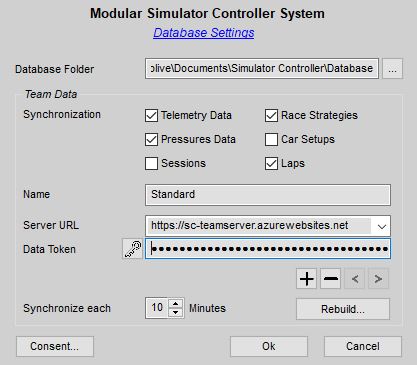 Modular Simulator Controller System
Database Settings
Database Folder olive\Documents\Simulator Controller\Database ...
Team Data
Synchronization Telemetry Data Race Strategies
Pressures Data Car Setups
Sessions Laps
Name Standard
Server URL https://sc-teamserver.azurewebsites.net
Data Token ●●●●●●●●●●●●●●●●●●●●●●●●●●●●●●●●
+ − < >
Synchronize each 10 Minutes Rebuild...
Consent... Ok Cancel